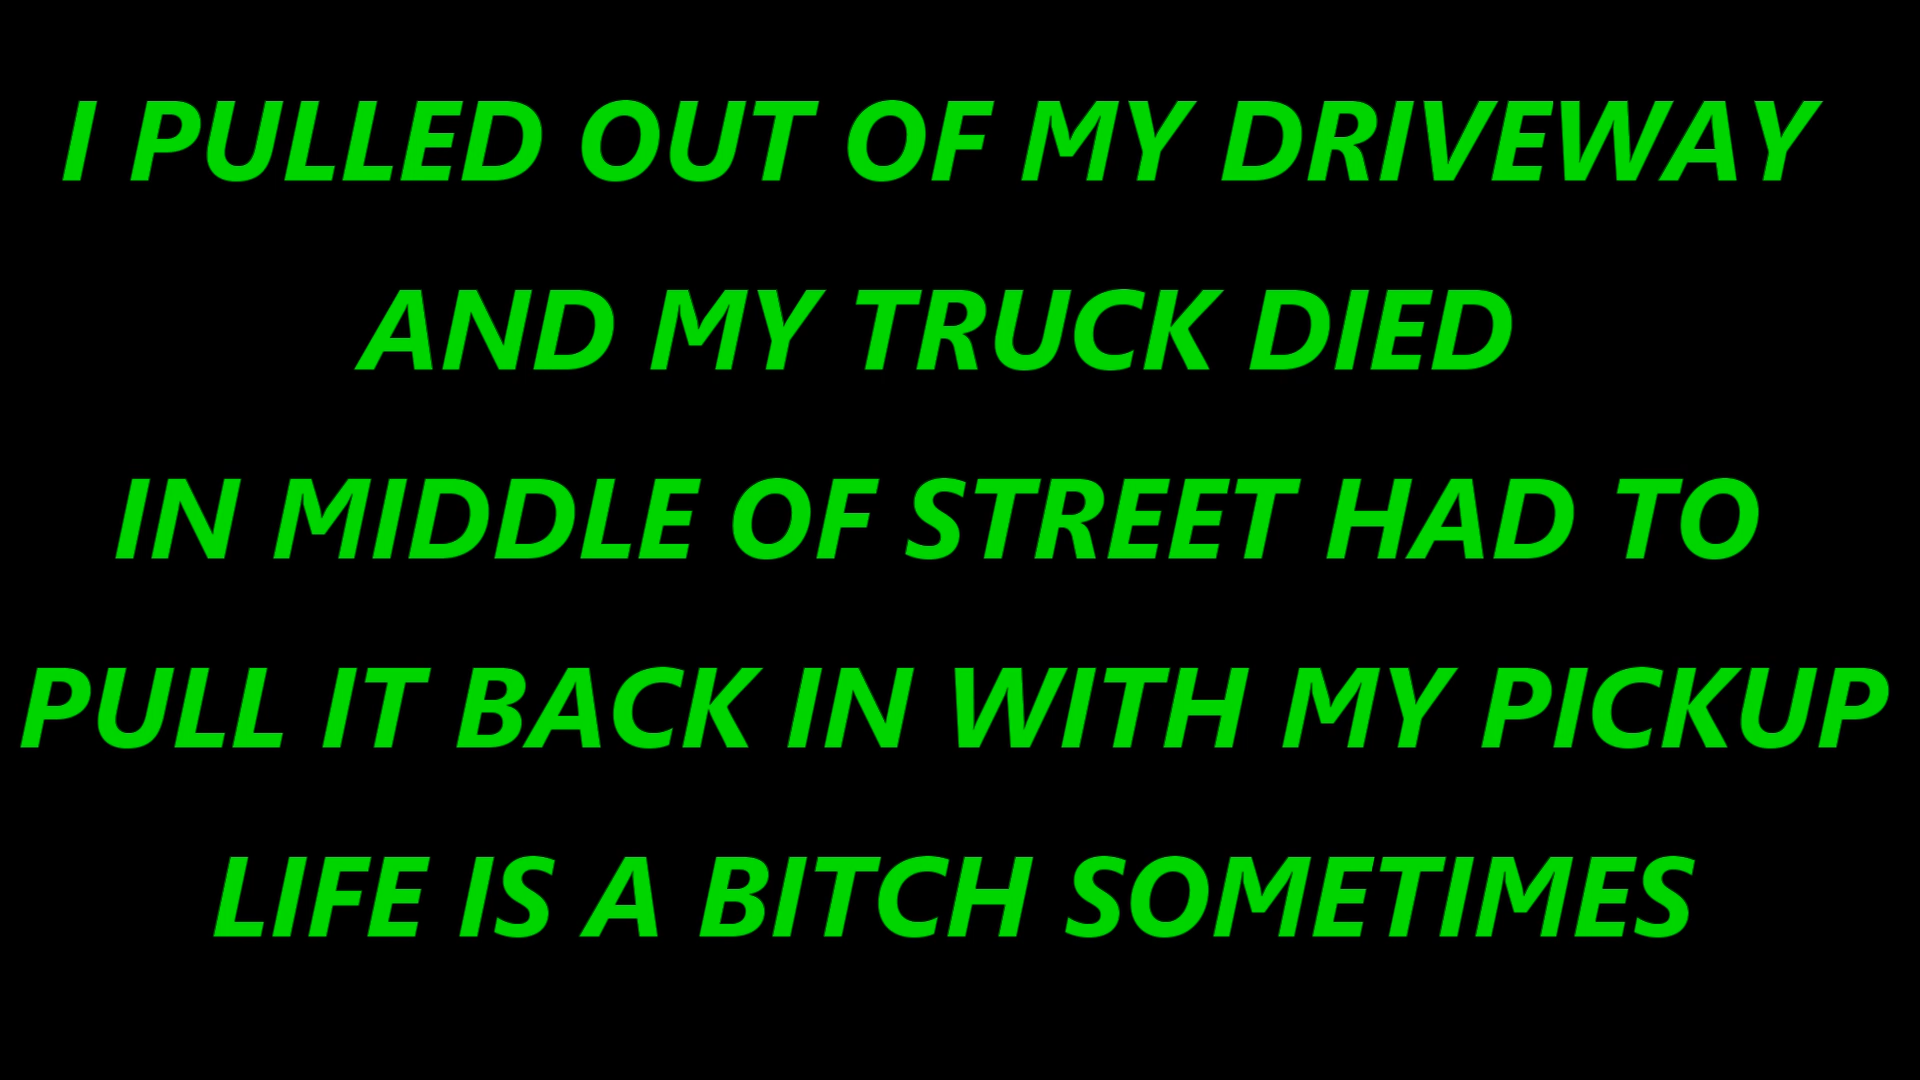 I PULLED OUT OF MY DRIVEWAY
AND MY TRUCK DIED
IN MIDDLE OF STREET HAD TO
PULL IT BACK IN WITH MY PICKUP
LIFE IS A BITCH SOMETIMES